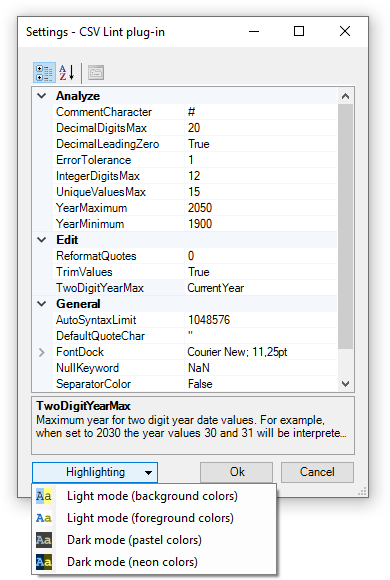 Settings - CSV Lint plug-in
A
Z
Analyze
CommentCharacter #
DecimalDigitsMax 20
DecimalLeadingZero True
ErrorTolerance 1
IntegerDigitsMax 12
UniqueValuesMax 15
YearMaximum 2050
YearMinimum 1900
Edit
ReformatQuotes 0
TrimValues True
TwoDigitYearMax CurrentYear
General
AutoSyntaxLimit 1048576
DefaultQuoteChar "
FontDock Courier New; 11,25pt
NullKeyword NaN
SeparatorColor False
TwoDigitYearMax
Maximum year for two digit year date values. For example,
when set to 2030 the year values 30 and 31 will be interprete...
Highlighting Ok Cancel
Aa Light mode (background colors)
Aa Light mode (foreground colors)
Aa Dark mode (pastel colors)
Aa Dark mode (neon colors)